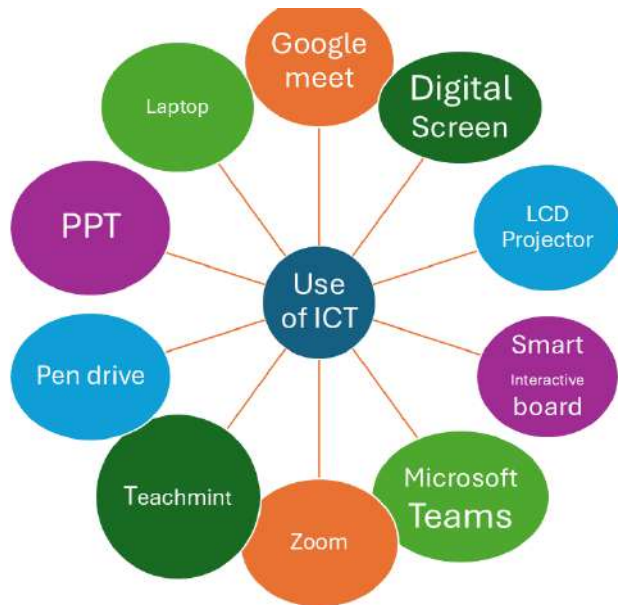 Google
meet
Digital
Screen
LCD
Projector
Smart
Interactive
board
Microsoft
Teams
Zoom
Teachmint
Pen drive
PPT
Laptop
Use
of ICT